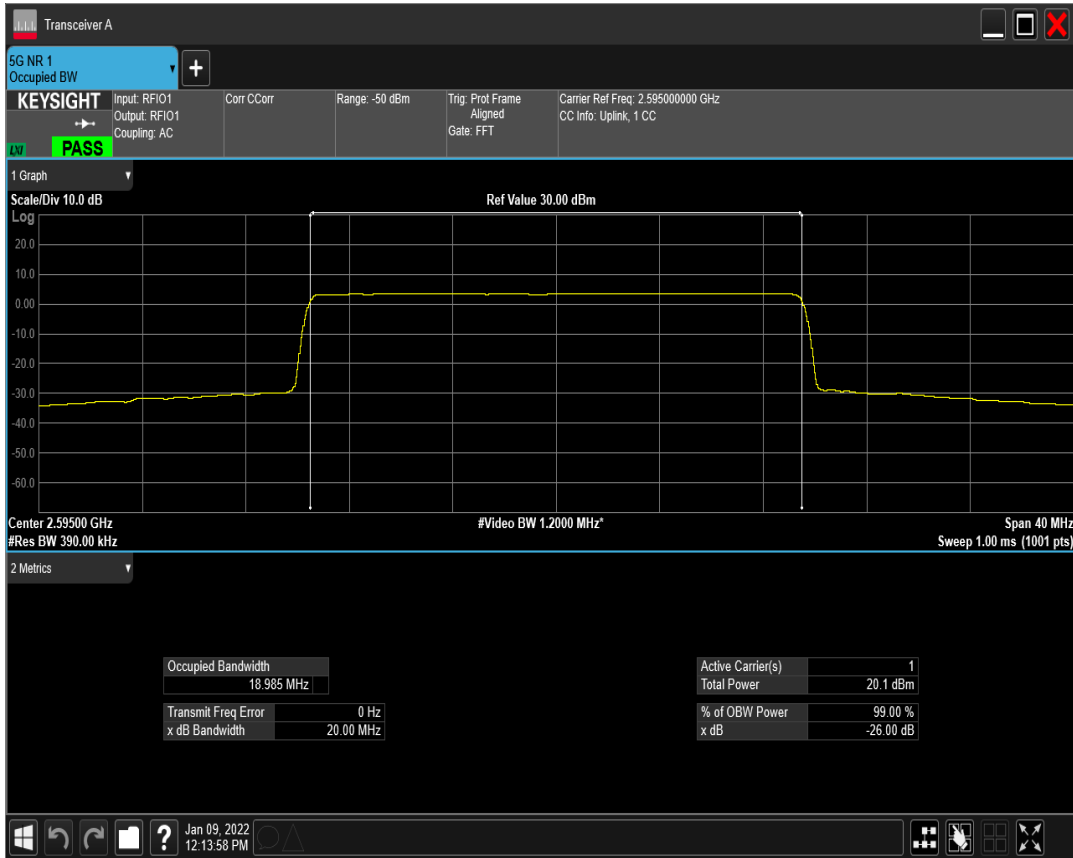 Transceiver A
5G NR 1
Occupied BW
KEYSIGHT
LXI
PASS
Input: RFIO1
Output: RFIO1
Coupling: AC
Corr CCorr
Range: -50 dBm
Trig: Prot Frame
Aligned
Gate: FFT
Carrier Ref Freq: 2.595000000 GHz
CC Info: Uplink, 1 CC
1 Graph
Scale/Div 10.0 dB
Ref Value 30.00 dBm
Log
20.0
10.0
0.00
-10.0
-20.0
-30.0
-40.0
-50.0
-60.0
Center 2.59500 GHz
#Video BW 1.2000 MHz*
Span 40 MHz
#Res BW 390.00 kHz
Sweep 1.00 ms (1001 pts)
2 Metrics
Occupied Bandwidth
18.985 MHz
Transmit Freq Error 0 Hz
x dB Bandwidth 20.00 MHz
Active Carrier(s) 1
Total Power 20.1 dBm
% of OBW Power 99.00 %
x dB -26.00 dB
?
Jan 09, 2022
12:13:58 PM